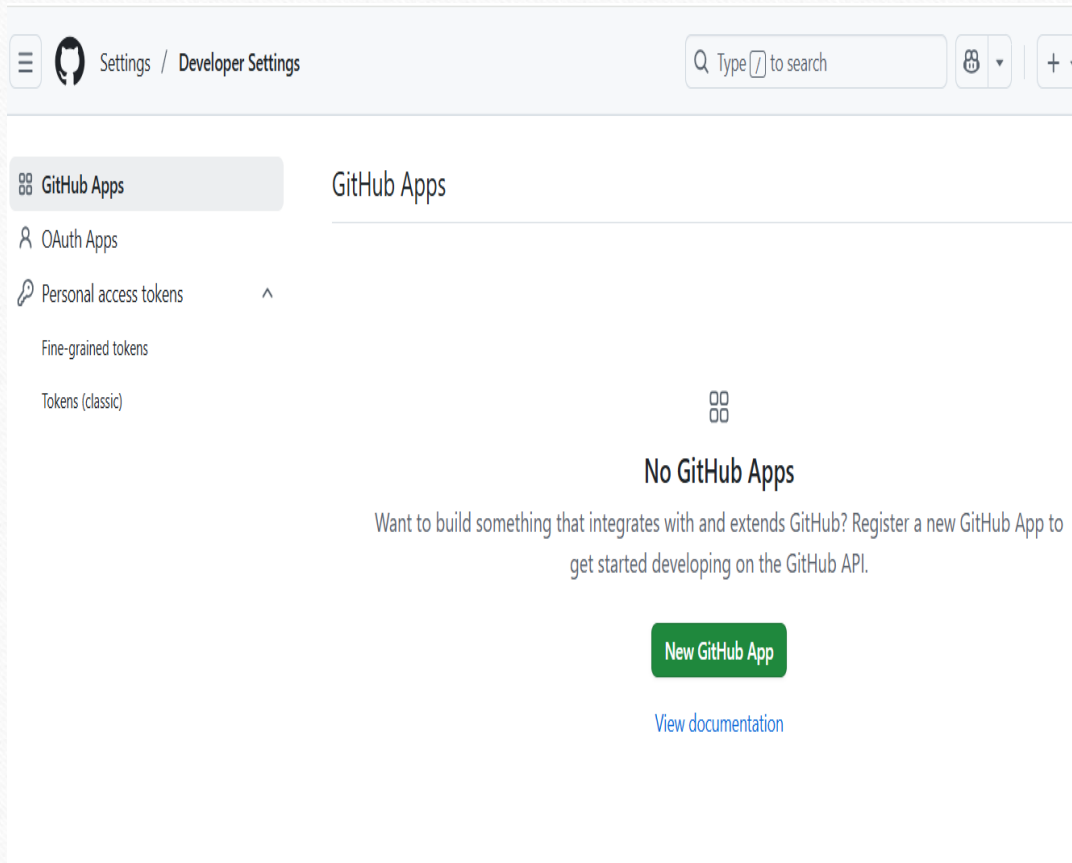 Settings / Developer Settings
Type / to search
GitHub Apps
OAuth Apps
Personal access tokens
Fine-grained tokens
Tokens (classic)
GitHub Apps
No GitHub Apps
Want to build something that integrates with and extends GitHub? Register a new GitHub App to
get started developing on the GitHub API.
New GitHub App
View documentation